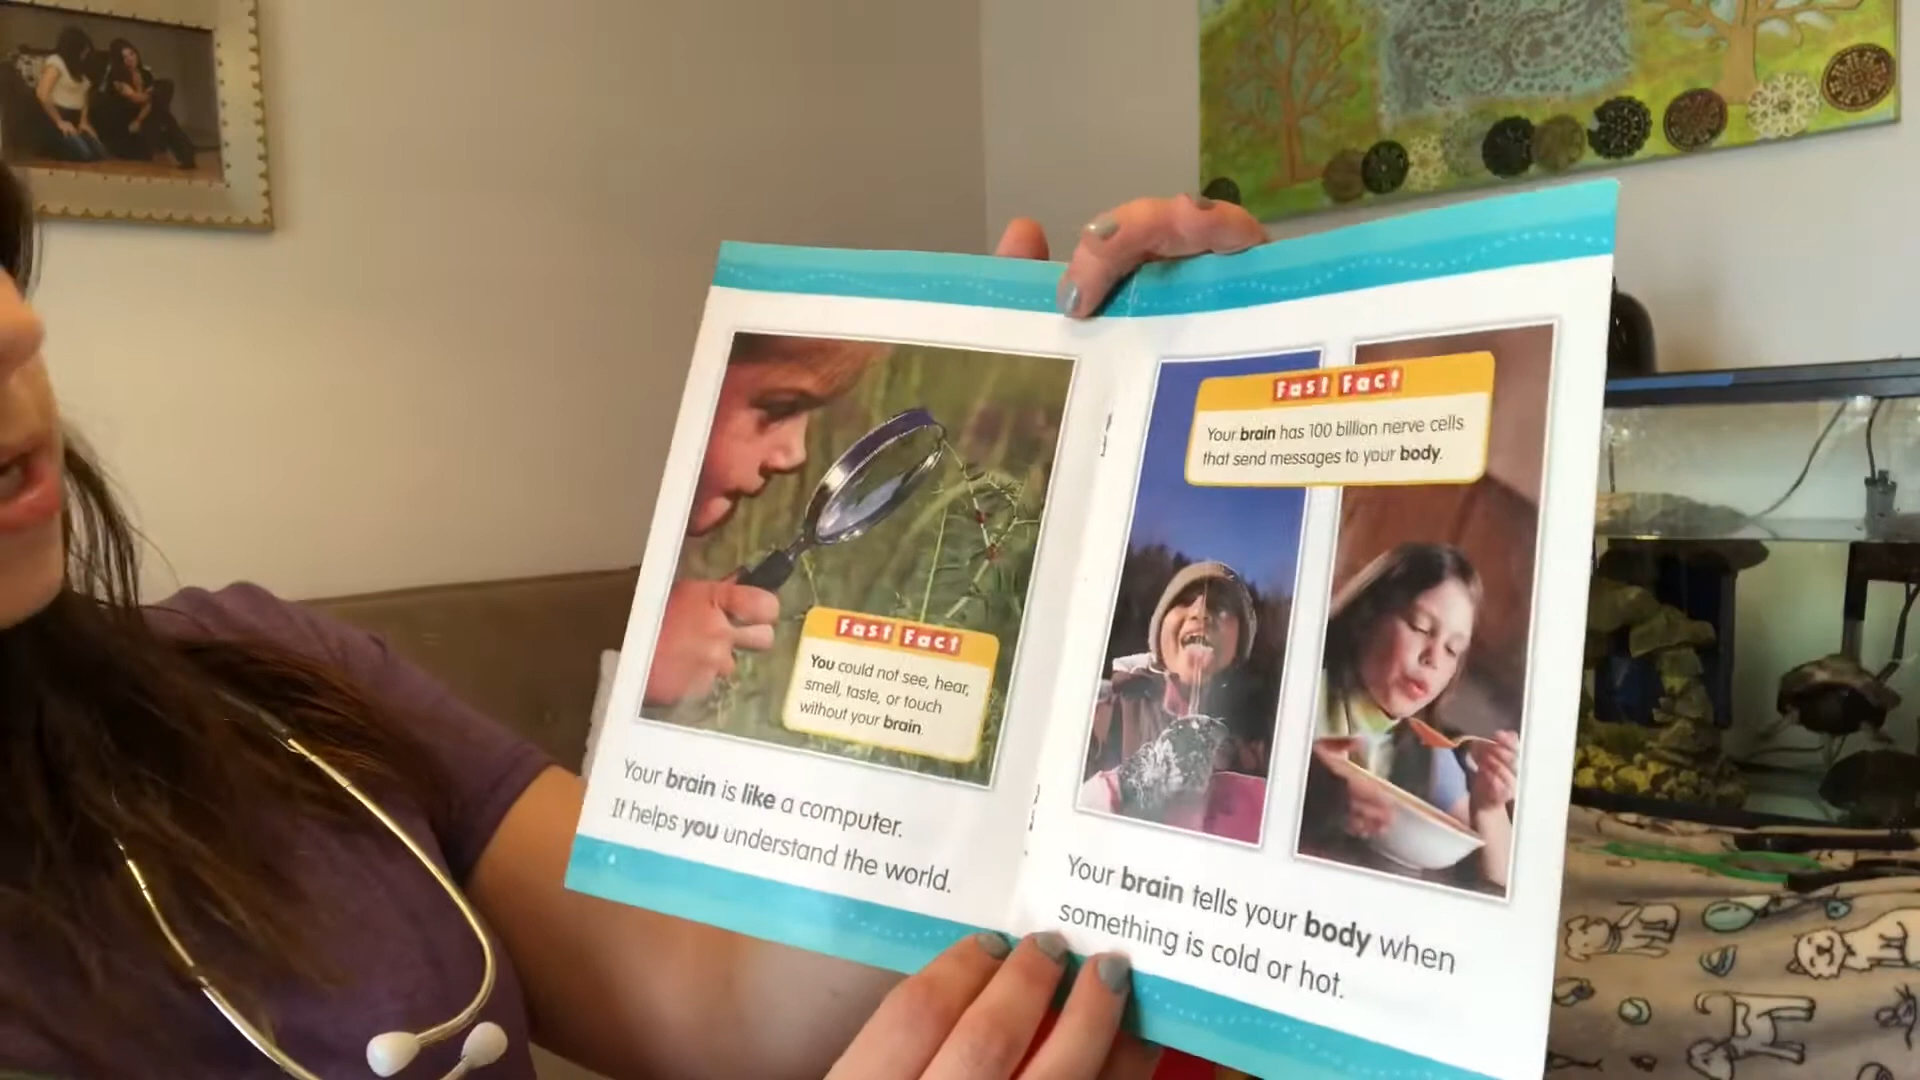 Fast Fact
You could not see, hear,
smell, taste, or touch
without your brain.
Your brain is like a computer.
It helps you understand the world.
Fast Fact
Your brain has 100 billion nerve cells
that send messages to your body.
Your brain tells your body when
something is cold or hot.